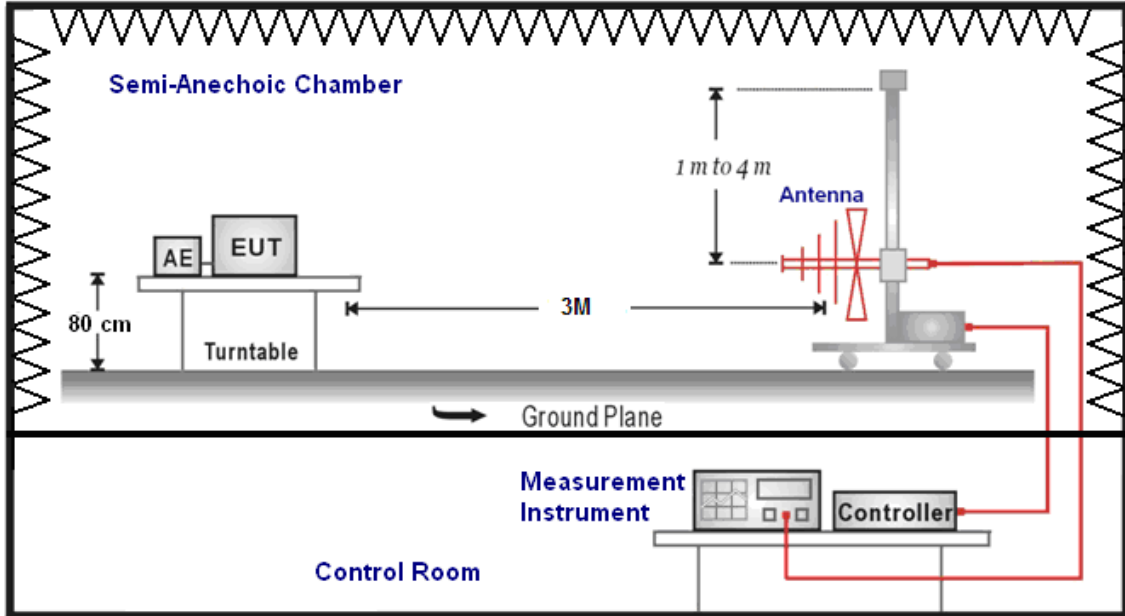 Semi-Anechoic Chamber
1 m to 4 m
Antenna
AE
EUT
80 cm
3M
Turntable
Ground Plane
Measurement
Instrument
Controller
Control Room